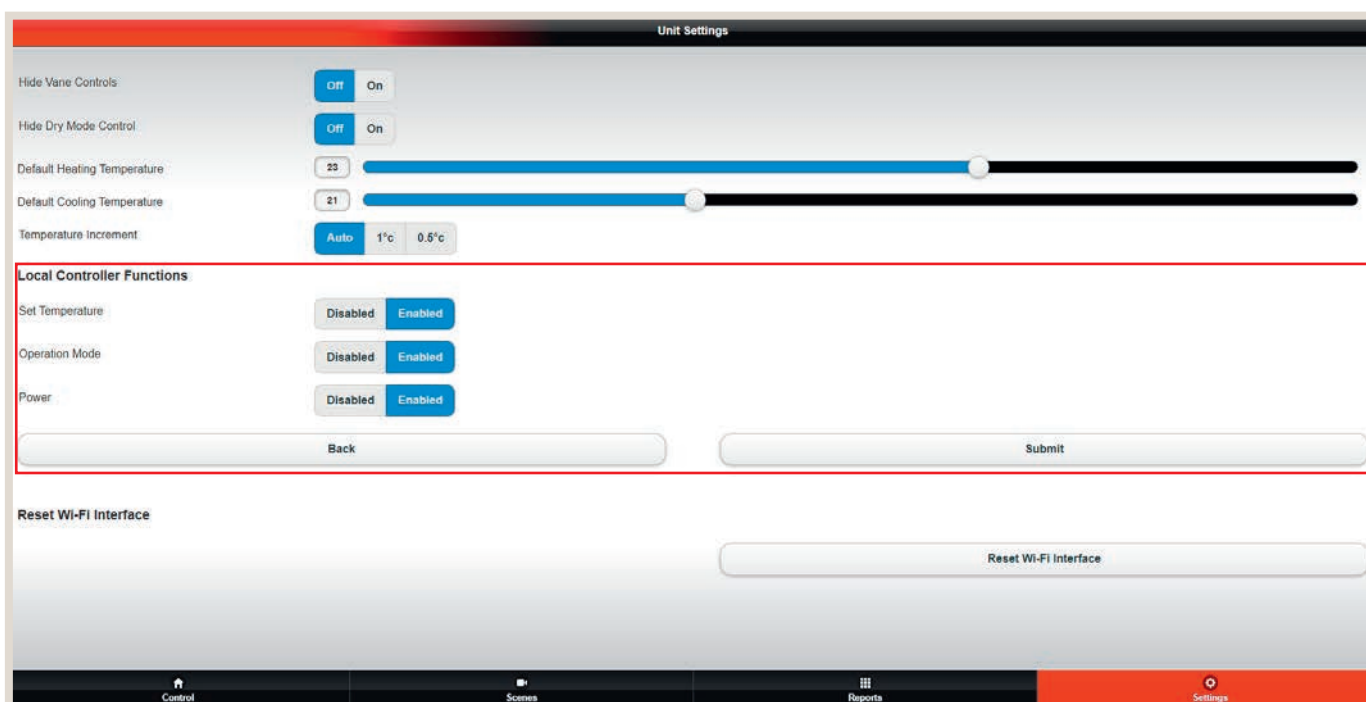 Unit Settings
Hide Vane Controls Off On
Hide Dry Mode Control Off On
Default Heating Temperature 23
Default Cooling Temperature 21
Temperature Increment Auto 1°c 0.5°c
Local Controller Functions
Set Temperature Disabled Enabled
Operation Mode Disabled Enabled
Power Disabled Enabled
Back Submit
Reset Wi-Fi Interface
Reset Wi-Fi Interface
Control Scenes Reports Settings